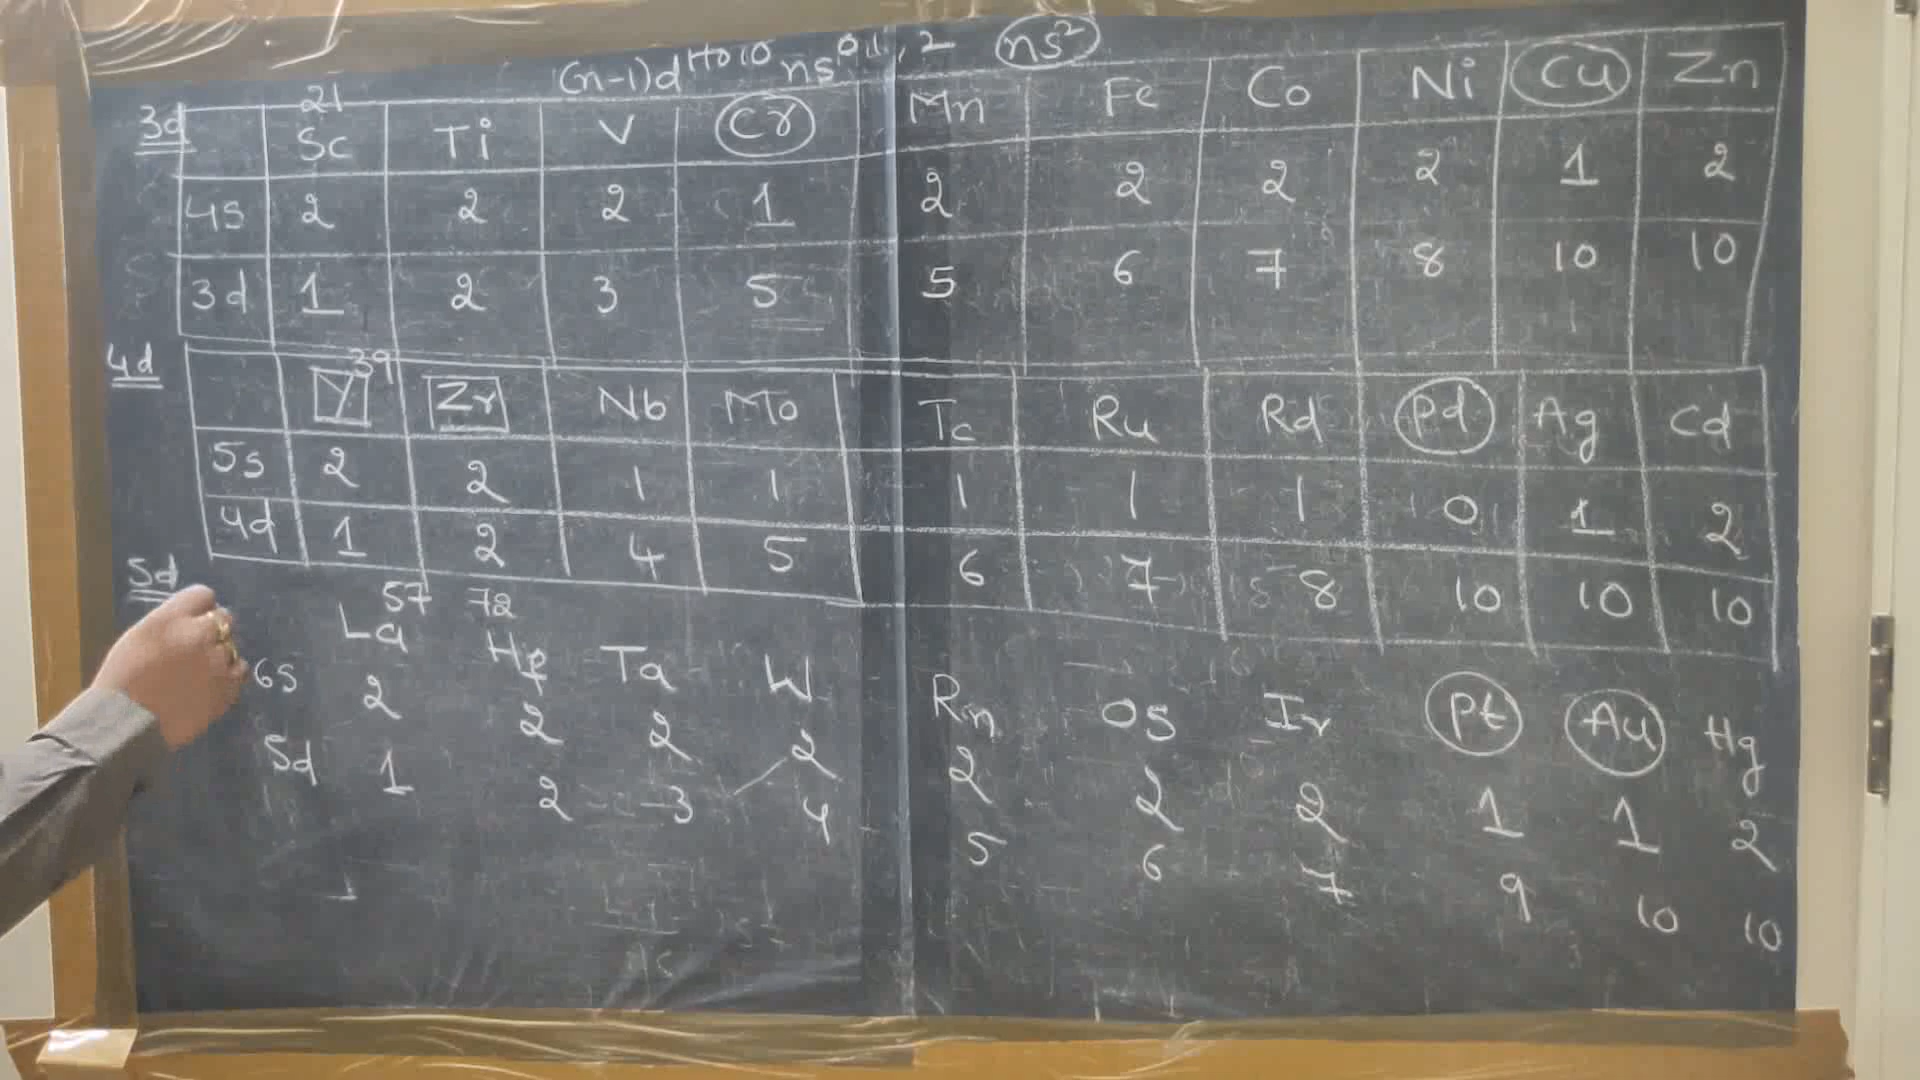 (n-1)d¹ᵗᵒ¹⁰ ns⁰,¹,² ns²
3d
21
Sc Ti V Cr Mn Fe Co Ni Cu Zn
4s 2 2 2 1 2 2 2 2 1 2
3d 1 2 3 5 5 6 7 8 10 10
4d
39
Y Zr Nb Mo Tc Ru Rd Pd Ag Cd
5s 2 2 1 1 1 1 1 0 1 2
4d 1 2 4 5 6 7 8 10 10 10
5d
57 72
La Hf Ta W Rn Os Ir Pt Au Hg
6s 2 2 2 2 2 2 2 1 1 2
5d 1 2 3 4 5 6 7 9 10 10